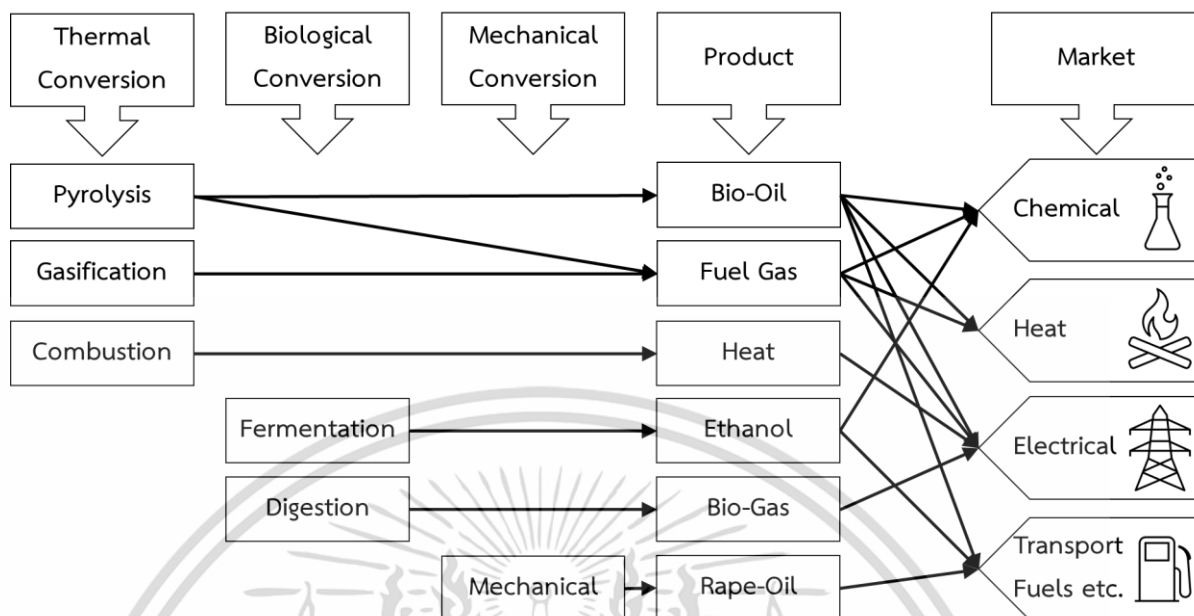 Thermal
Conversion
Biological
Conversion
Mechanical
Conversion
Product
Market
Pyrolysis
Bio-Oil
Chemical
Gasification
Fuel Gas
Heat
Combustion
Heat
Fermentation
Ethanol
Electrical
Digestion
Bio-Gas
Transport
Fuels etc.
Mechanical
Rape-Oil